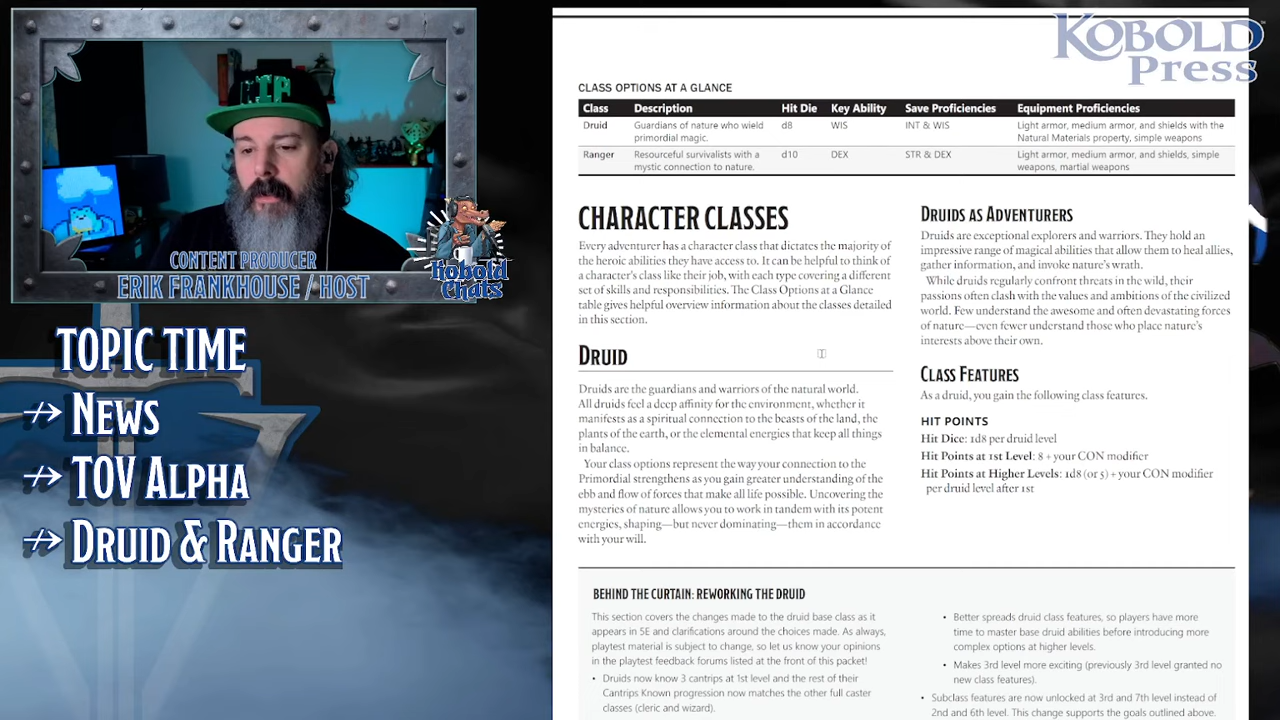 RIP
CONTENT PRODUCER
ERIK FRANKHOUSE / HOST
Kobold
Chats
TOPIC TIME
News
TOV Alpha
Druid & Ranger
KOBOLD
Press
CLASS OPTIONS AT A GLANCE
Class Description Hit Die Key Ability Save Proficiencies Equipment Proficiencies
Druid Guardians of nature who wield primordial magic. d8 WIS INT & WIS Light armor, medium armor, and shields with the Natural Materials property, simple weapons
Ranger Resourceful survivalists with a mystic connection to nature. d10 DEX STR & DEX Light armor, medium armor, and shields, simple weapons, martial weapons
CHARACTER CLASSES
Every adventurer has a character class that dictates the majority of
the heroic abilities they have access to. It can be helpful to think of
a character's class like their job, with each type covering a different
set of skills and responsibilities. The Class Options at a Glance
table gives helpful overview information about the classes detailed
in this section.
DRUID
Druids are the guardians and warriors of the natural world.
All druids feel a deep affinity for the environment, whether it
manifests as a spiritual connection to the beasts of the land, the
plants of the earth, or the elemental energies that keep all things
in balance.
Your class options represent the way your connection to the
Primordial strengthens as you gain greater understanding of the
ebb and flow of forces that make all life possible. Uncovering the
mysteries of nature allows you to work in tandem with its potent
energies, shaping—but never dominating—them in accordance
with your will.
DRUIDS AS ADVENTURERS
Druids are exceptional explorers and warriors. They hold an
impressive range of magical abilities that allow them to heal allies,
gather information, and invoke nature's wrath.
While druids regularly confront threats in the wild, their
passions often clash with the values and ambitions of the civilized
world. Few understand the awesome and often devastating forces
of nature—even fewer understand those who place nature's
interests above their own.
CLASS FEATURES
As a druid, you gain the following class features.
HIT POINTS
Hit Dice: 1d8 per druid level
Hit Points at 1st Level: 8 + your CON modifier
Hit Points at Higher Levels: 1d8 (or 5) + your CON modifier
per druid level after 1st
BEHIND THE CURTAIN: REWORKING THE DRUID
This section covers the changes made to the druid base class as it
appears in 5E and clarifications around the choices made. As always,
playtest material is subject to change, so let us know your opinions
in the playtest feedback forums listed at the front of this packet!
• Druids now know 3 cantrips at 1st level and the rest of their
Cantrips Known progression now matches the other full caster
classes (cleric and wizard).
• Better spreads druid class features, so players have more
time to master base druid abilities before introducing more
complex options at higher levels.
• Makes 3rd level more exciting (previously 3rd level granted no
new class features).
• Subclass features are now unlocked at 3rd and 7th level instead of
2nd and 6th level. This change supports the goals outlined above.